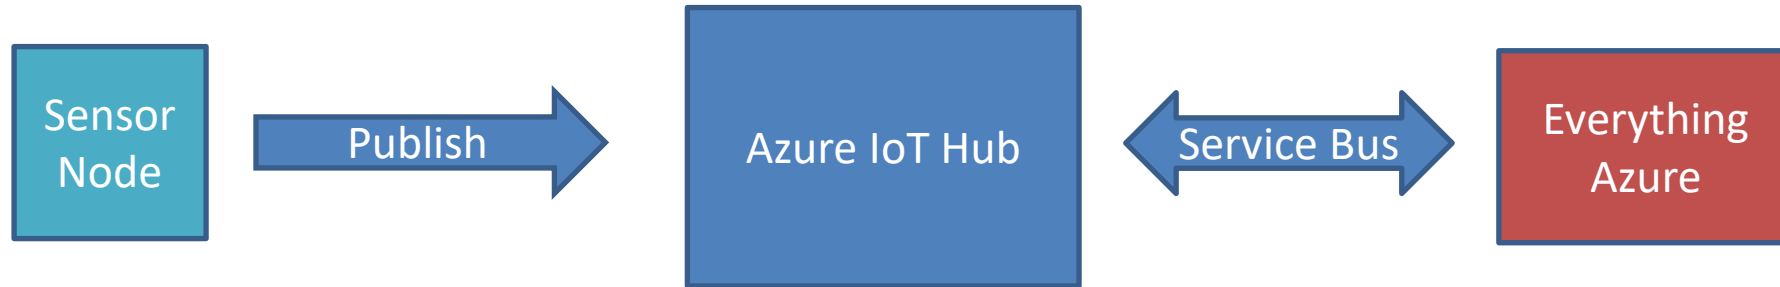 Sensor
Node
Publish
Azure IoT Hub
Service Bus
Everything
Azure